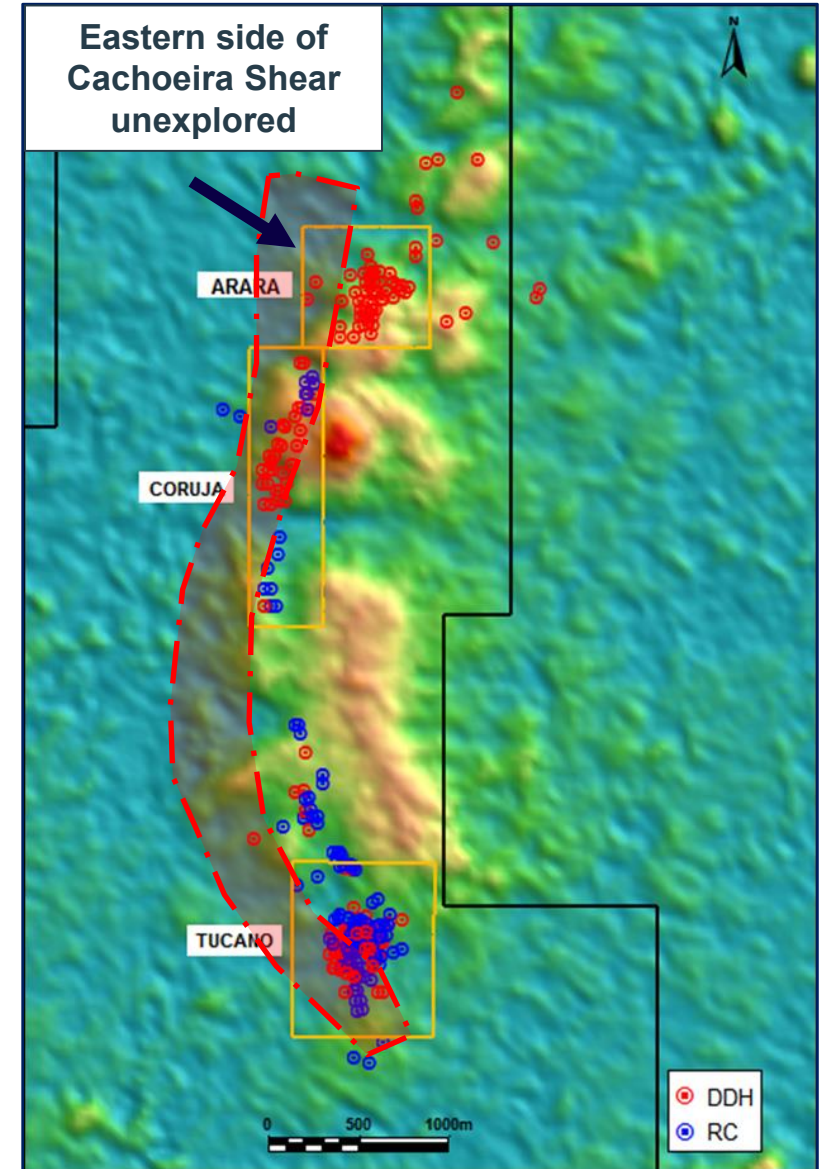 Eastern side of
Cachoeira Shear
unexplored
N
ARARA
CORUJA
TUCANO
0 500 1000m
DDH
RC